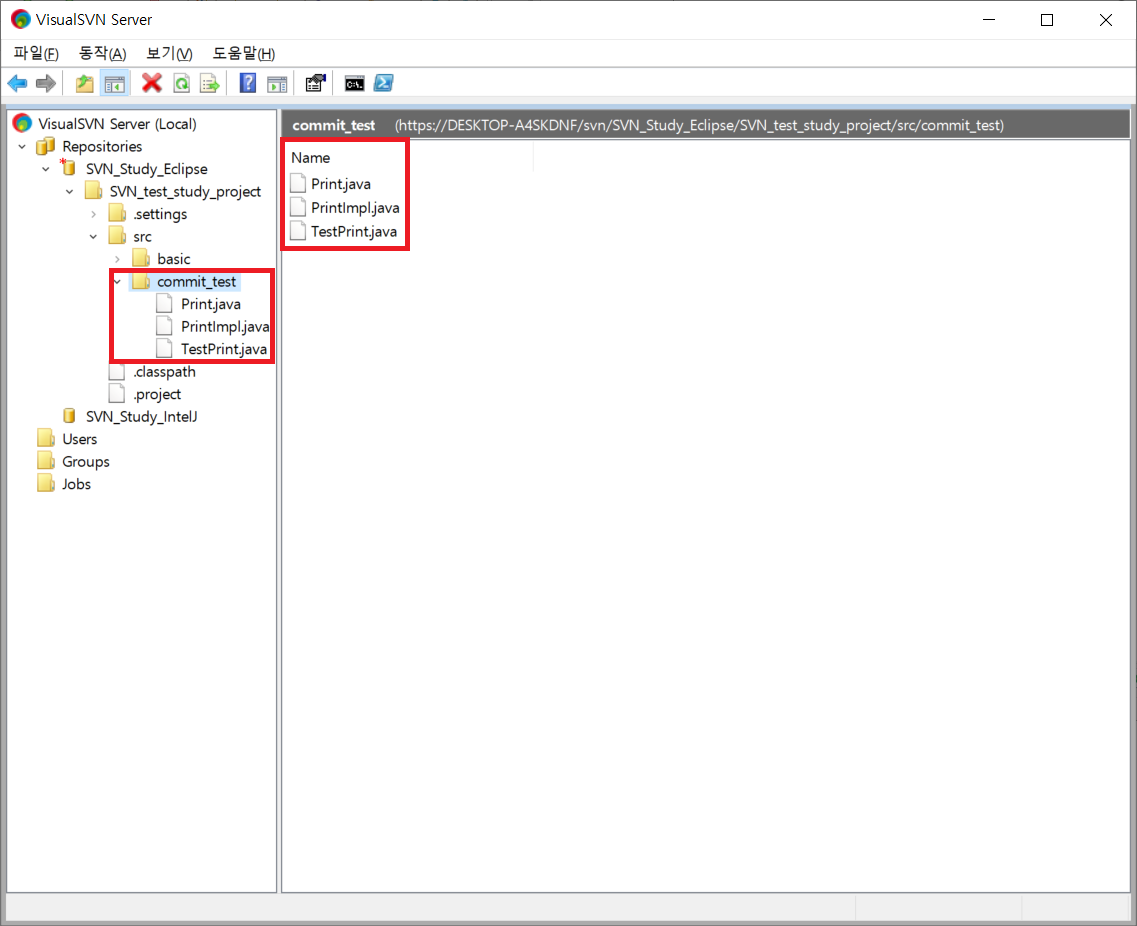 VisualSVN Server
파일(F) 동작(A) 보기(V) 도움말(H)
C:\.
VisualSVN Server (Local)
Repositories
SVN_Study_Eclipse
SVN_test_study_project
.settings
src
basic
commit_test
Print.java
PrintImpl.java
TestPrint.java
.classpath
.project
SVN_Study_IntelJ
Users
Groups
Jobs
commit_test (https://DESKTOP-A4SKDNF/svn/SVN_Study_Eclipse/SVN_test_study_project/src/commit_test)
Name
Print.java
PrintImpl.java
TestPrint.java